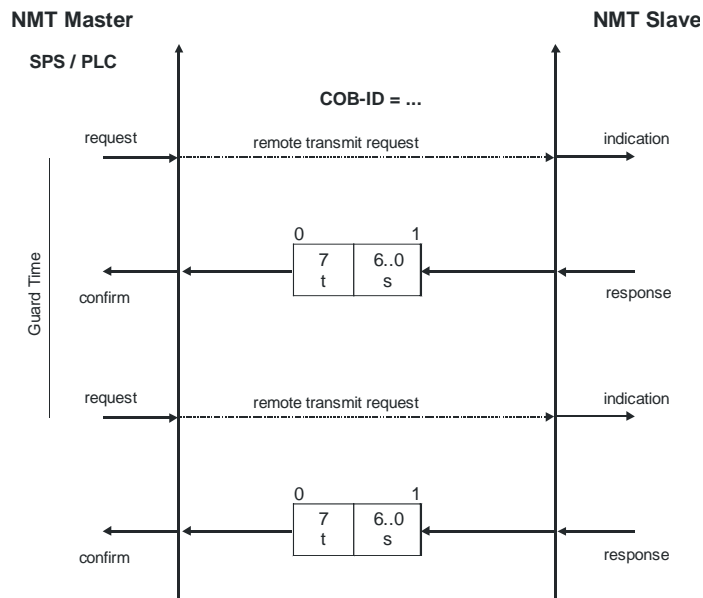 NMT Master
NMT Slave
SPS / PLC
COB-ID = ...
request
remote transmit request
indication
0 1
7 6..0
t s
confirm
response
Guard Time
request
remote transmit request
indication
0 1
7 6..0
t s
confirm
response